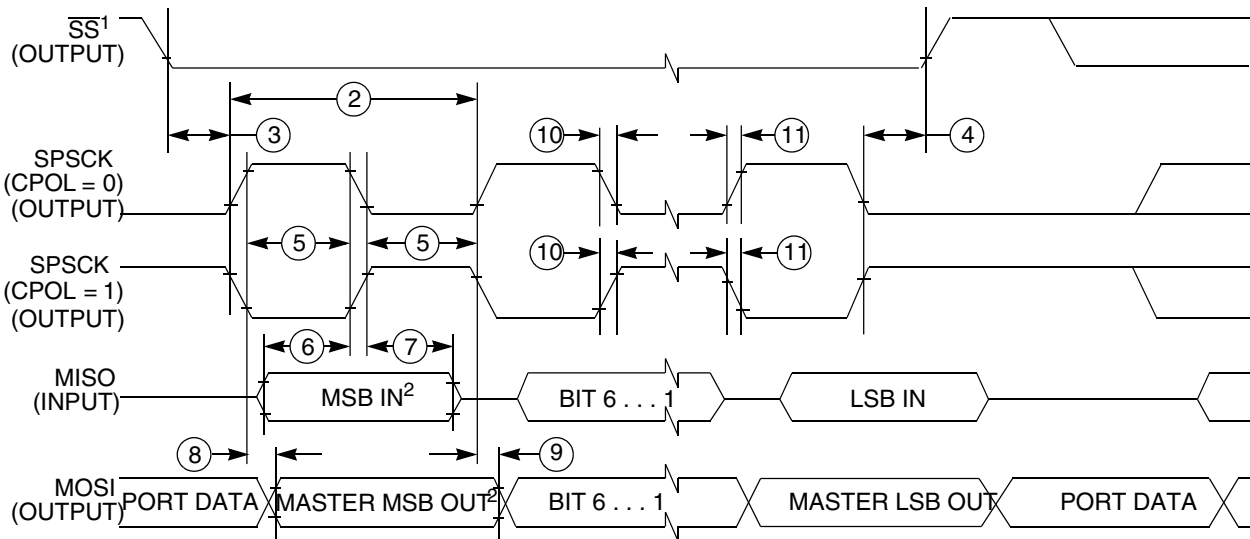 SS¹
(OUTPUT)
2
3
10
11
4
SPSCK
(CPOL = 0)
(OUTPUT)
5
5
10
11
SPSCK
(CPOL = 1)
(OUTPUT)
6
7
MISO
(INPUT)
MSB IN²
BIT 6 . . . 1
LSB IN
8
9
MOSI
(OUTPUT)
PORT DATA
MASTER MSB OUT²
BIT 6 . . . 1
MASTER LSB OUT
PORT DATA